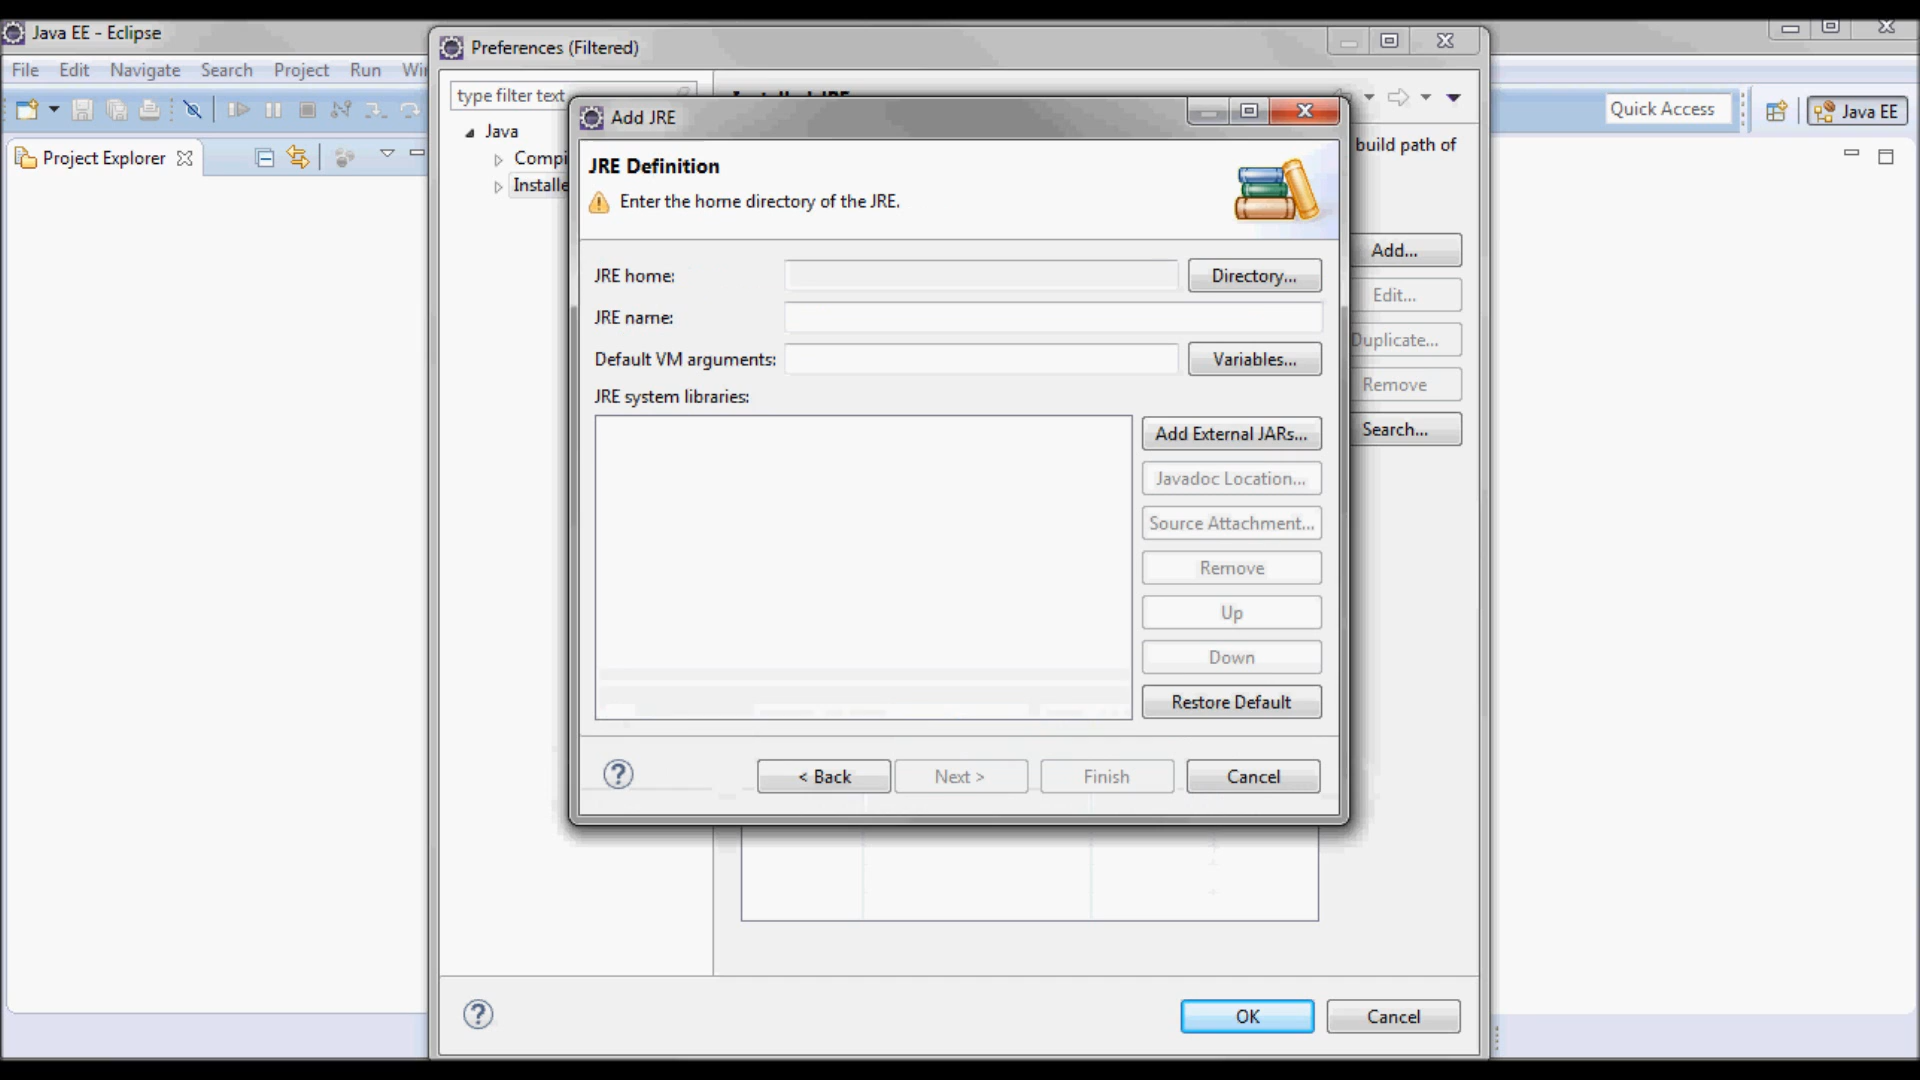 Java EE - Eclipse
File Edit Navigate Search Project Run
Quick Access
Java EE
Project Explorer
Preferences (Filtered)
type filter text
Java
build path of
Add...
Edit...
Duplicate...
Remove
Search...
Add JRE
JRE Definition
Enter the home directory of the JRE.
JRE home:
Directory...
JRE name:
Default VM arguments:
Variables...
JRE system libraries:
Add External JARs...
Javadoc Location...
Source Attachment...
Remove
Up
Down
Restore Default
< Back
Next >
Finish
Cancel
OK
Cancel